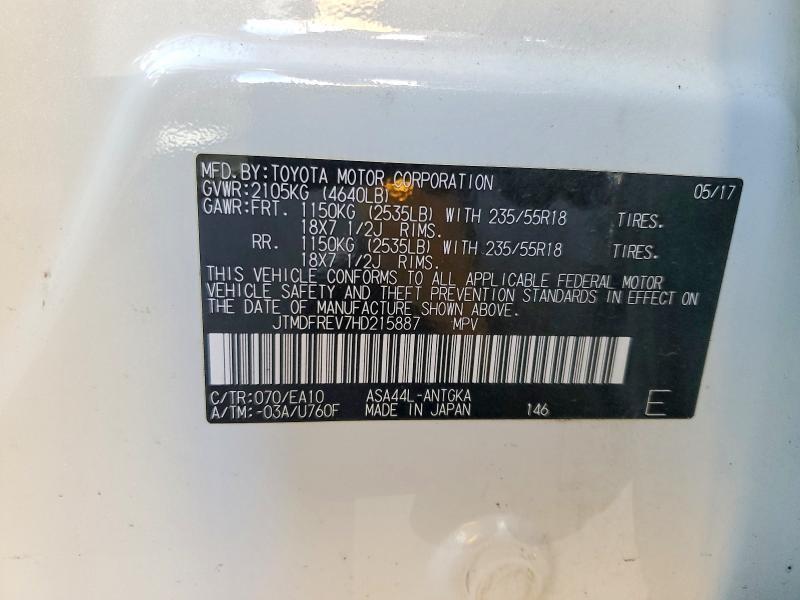 MFD.BY:TOYOTA MOTOR CORPORATION 05/17
GVWR:2105KG (4640LB)
GAWR:FRT. 1150KG (2535LB) WITH 235/55R18 TIRES.
18X7 1/2J RIMS.
RR. 1150KG (2535LB) WITH 235/55R18 TIRES.
18X7 1/2J RIMS.
THIS VEHICLE CONFORMS TO ALL APPLICABLE FEDERAL MOTOR
VEHICLE SAFETY AND THEFT PREVENTION STANDARDS IN EFFECT ON
THE DATE OF MANUFACTURE SHOWN ABOVE.
JTMDFREV7HD215887 MPV
C/TR:070/EA10 ASA44L-ANTGKA
A/TM:-03A/U760F MADE IN JAPAN 146 E